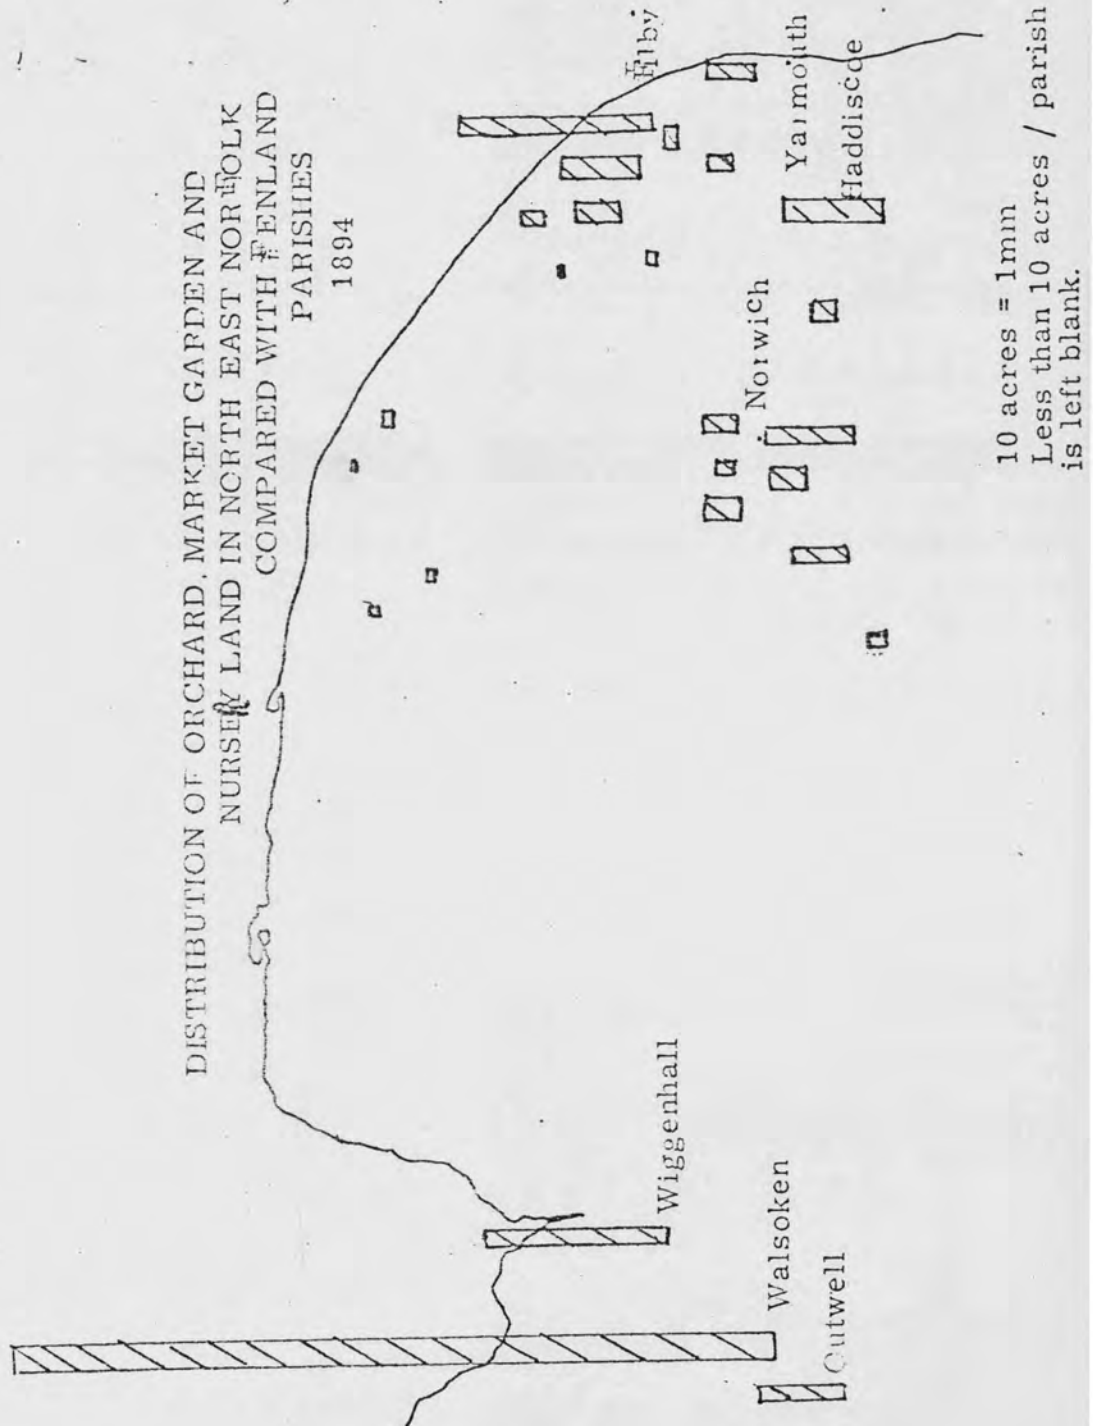 DISTRIBUTION OF ORCHARD, MARKET GARDEN AND
NURSERY LAND IN NORTH EAST NORFOLK
COMPARED WITH FENLAND
PARISHES
1894
Filby
Yarmouth
Haddiscoe
Norwich
Wiggenhall
Walsoken
Outwell
10 acres = 1mm
Less than 10 acres / parish
is left blank.